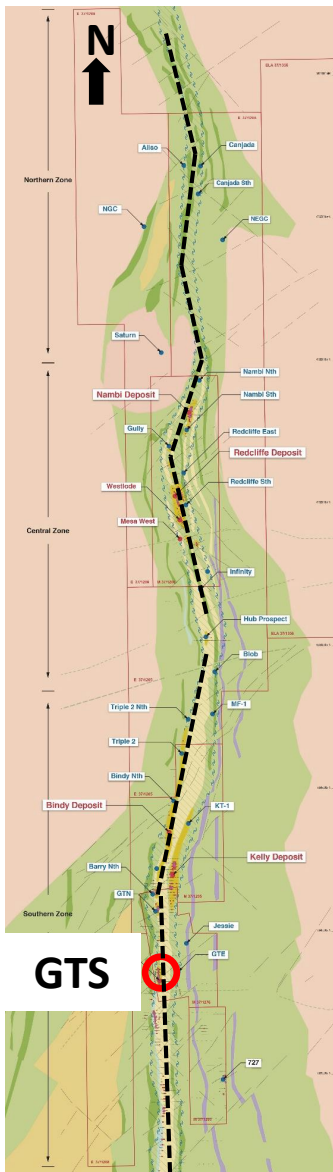 N
Northern Zone
Aliso
Canjada
Canjada Sth
NGC
NEGC
Saturn
Nambi Nth
Nambi Deposit
Nambi Sth
Gully
Redcliffe East
Redcliffe Deposit
Westlode
Redcliffe Sth
Mesa West
Central Zone
Infinity
Hub Prospect
Blob
Triple 2 Nth
MF-1
Triple 2
Bindy Nth
Bindy Deposit
KT-1
Kelly Deposit
Barry Nth
GTN
Southern Zone
Jessie
GTE
GTS
727